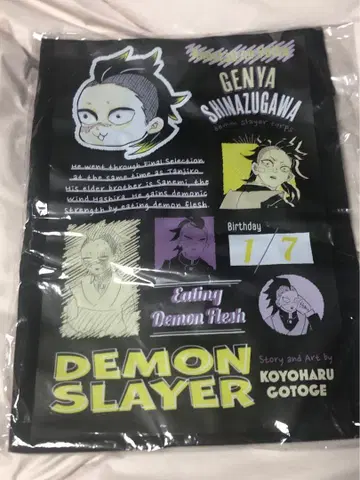 GENYA
SHINAZUGAWA
demon slayer corps
He went through Final Selection
at the same time as Tanjiro.
His elder brother is Sanemi, the
Wind Hashira. He gains demonic
strength by eating demon flesh.
Birthday
1/7
Eating
Demon Flesh
DEMON
SLAYER
Story and Art by
KOYOHARU
GOTOGE